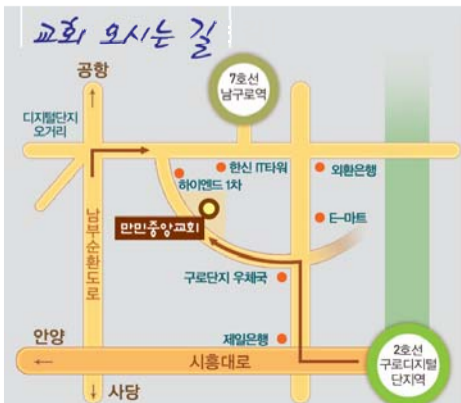 교회 오시는 길
공항
7호선
남구로역
디지털단지
오거리
한신 IT타워
하이엔드 1차
외환은행
만민중앙교회
E-마트
남부순환도로
구로단지 우체국
제일은행
안양
시흥대로
2호선
구로디지털
단지역
사당